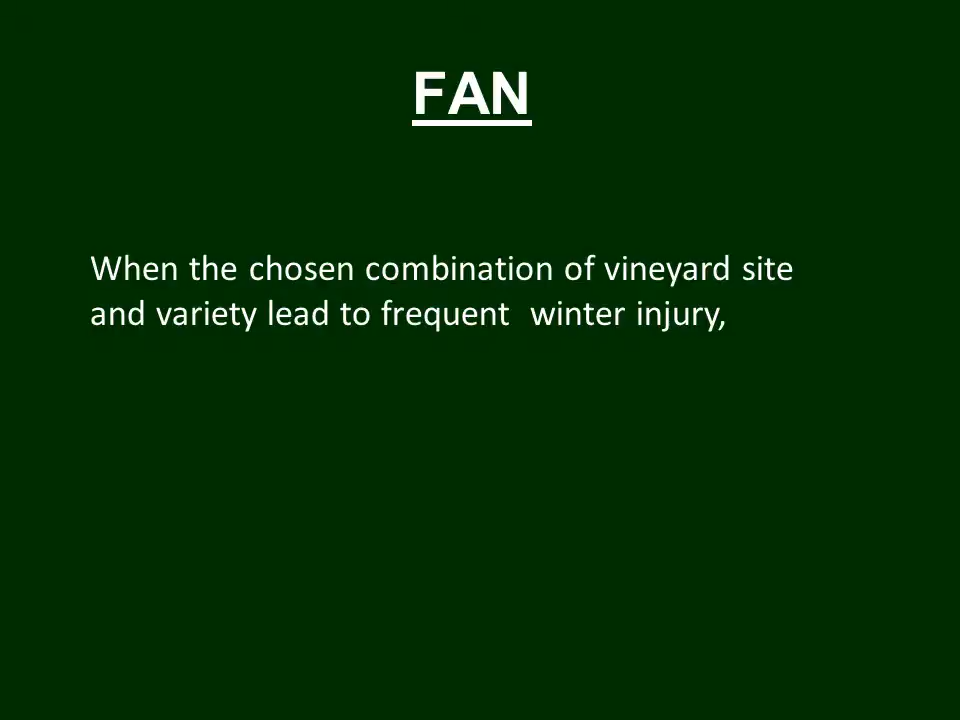 FAN
When the chosen combination of vineyard site
and variety lead to frequent  winter injury,